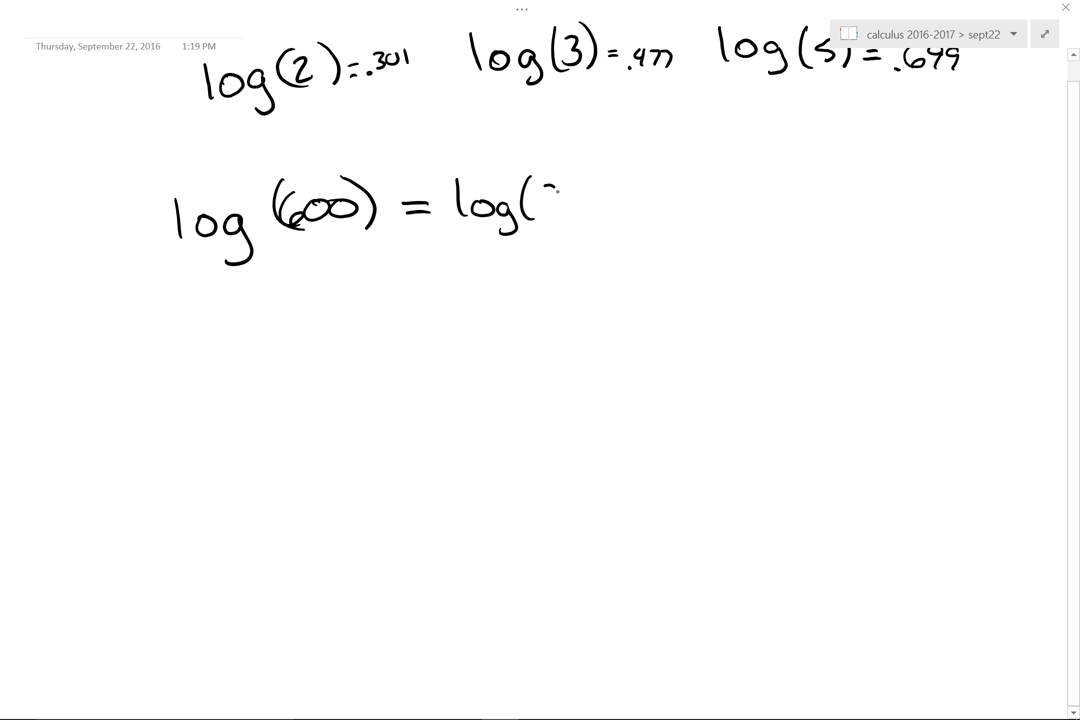 calculus 2016-2017 > sept22
Thursday, September 22, 2016 1:19 PM
log(2)=.301 log(3)=.477 log(5)=.699
log(600) = log(